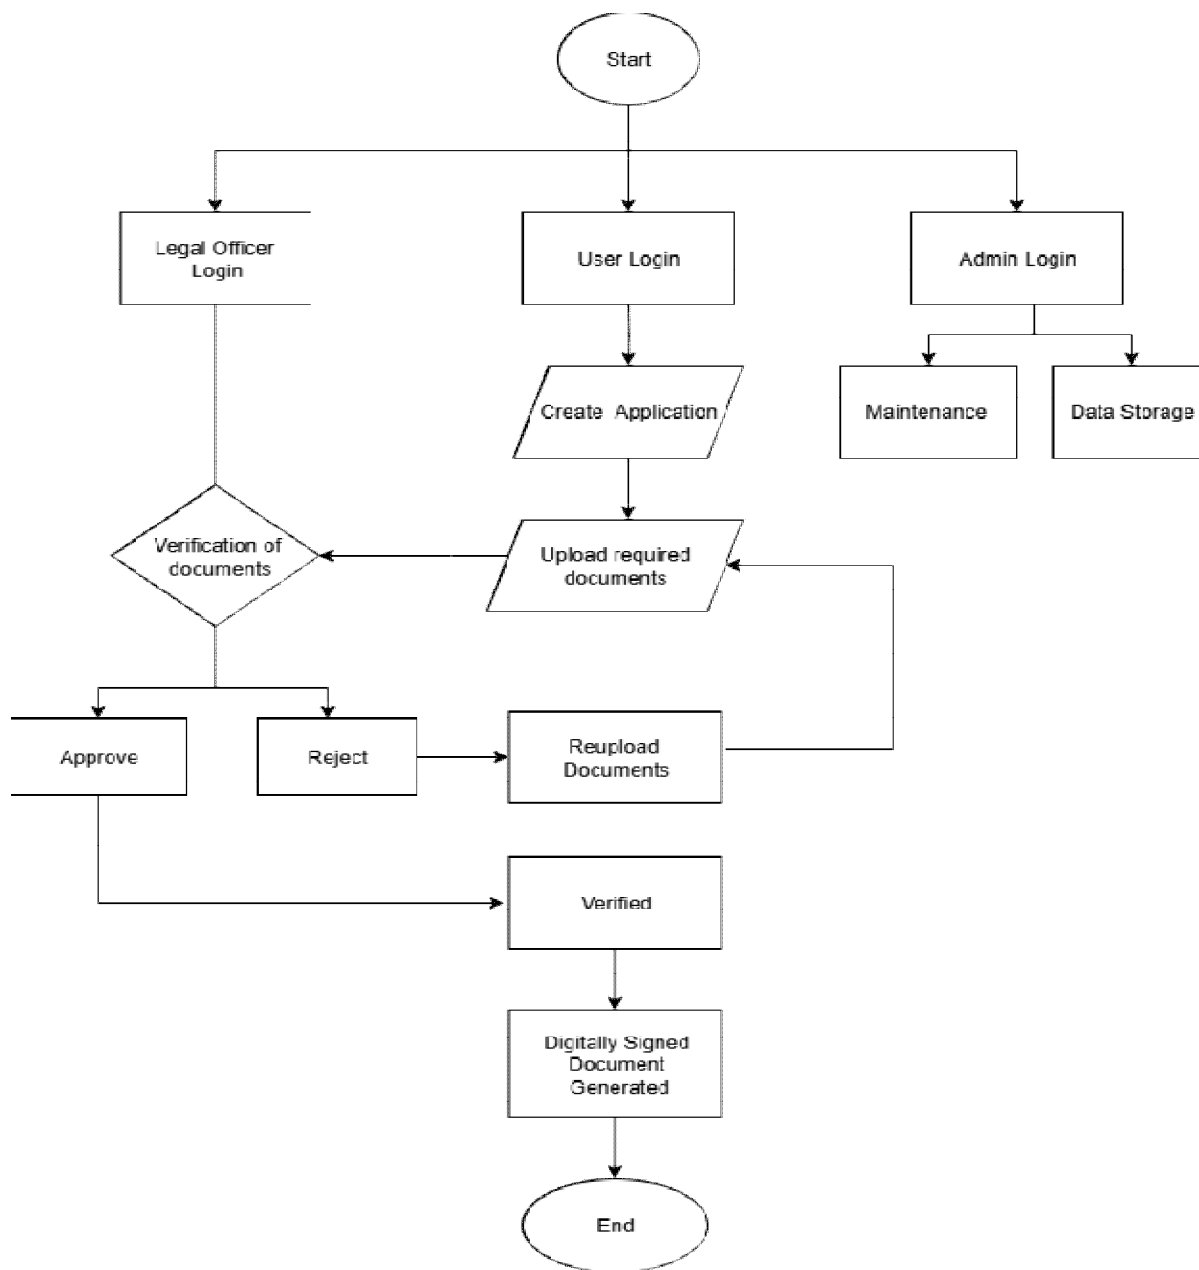 Start
Legal Officer
Login
User Login
Admin Login
Create Application
Maintenance
Data Storage
Verification of
documents
Upload required
documents
Approve
Reject
Reupload
Documents
Verified
Digitally Signed
Document
Generated
End